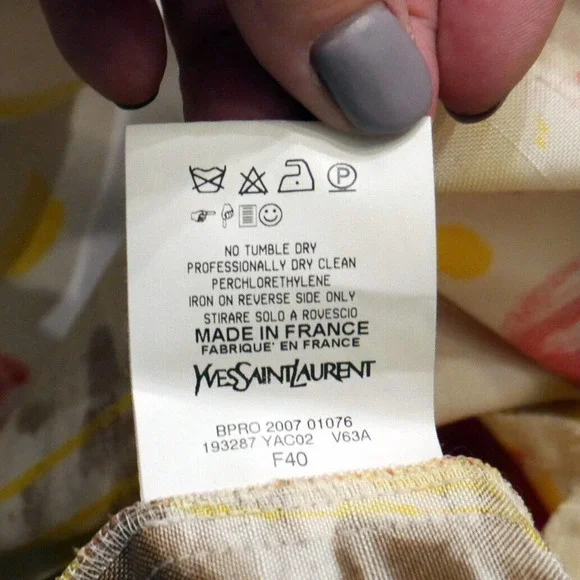 P
NO TUMBLE DRY
PROFESSIONALLY DRY CLEAN
PERCHLORETHYLENE
IRON ON REVERSE SIDE ONLY
STIRARE SOLO A ROVESCIO
MADE IN FRANCE
FABRIQUE' EN FRANCE
YVESSAINTLAURENT
BPRO 2007 01076
193287 YAC02 V63A
F40